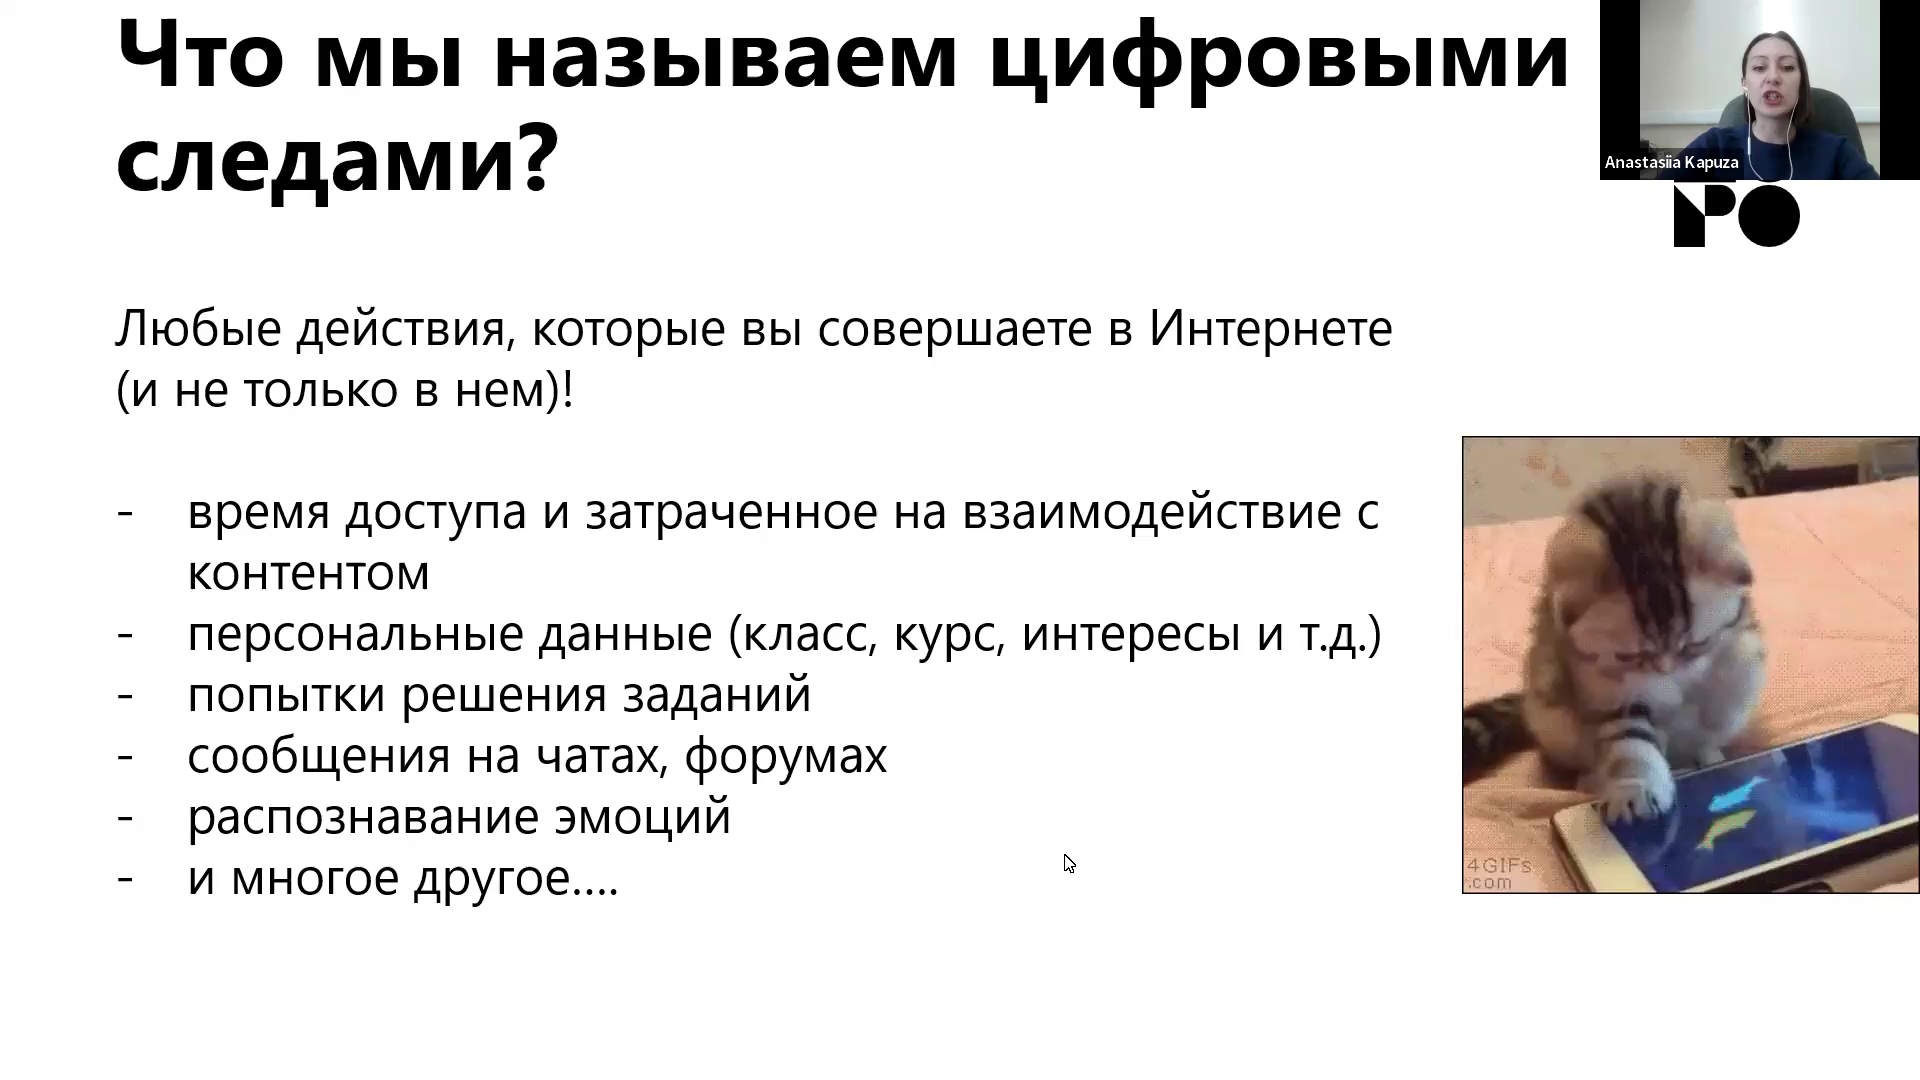 Что мы называем цифровыми
следами?
Anastasiia Kapuza
Любые действия, которые вы совершаете в Интернете
(и не только в нем)!
- время доступа и затраченное на взаимодействие с
контентом
- персональные данные (класс, курс, интересы и т.д.)
- попытки решения заданий
- сообщения на чатах, форумах
- распознавание эмоций
- и многое другое....
4GIFs
.com